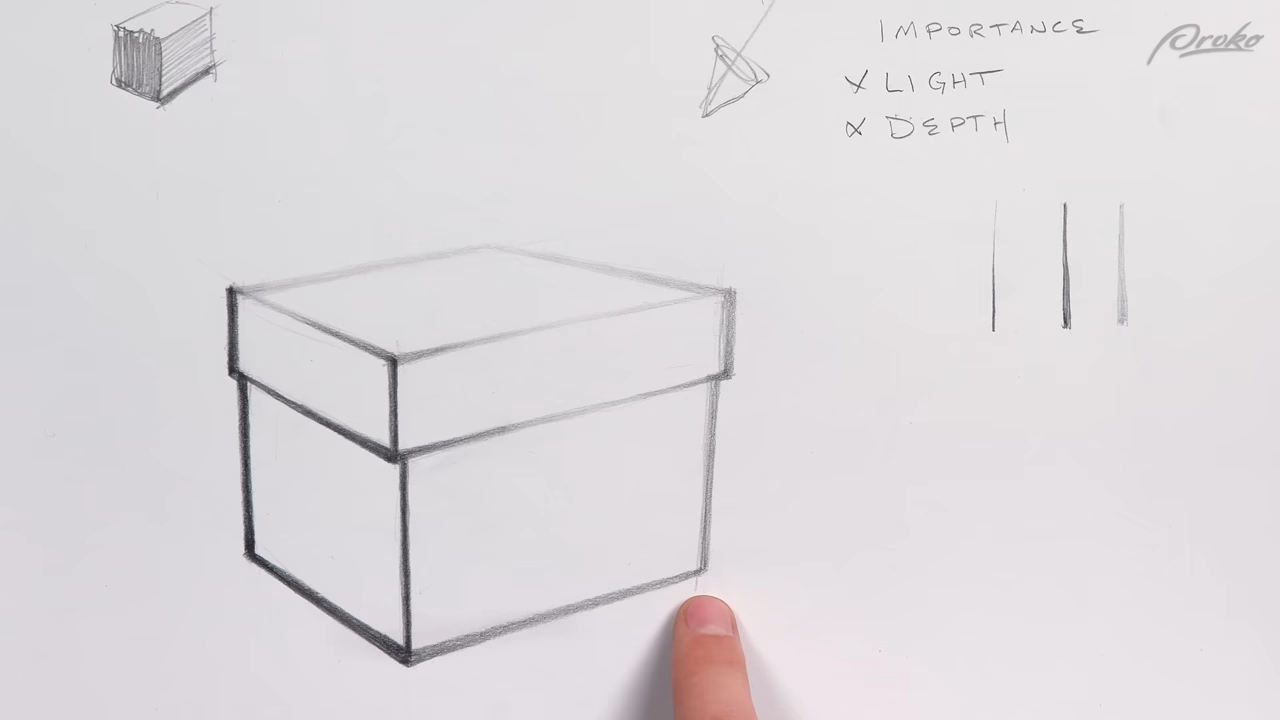 IMPORTANCE
× LIGHT
× DEPTH
Proko